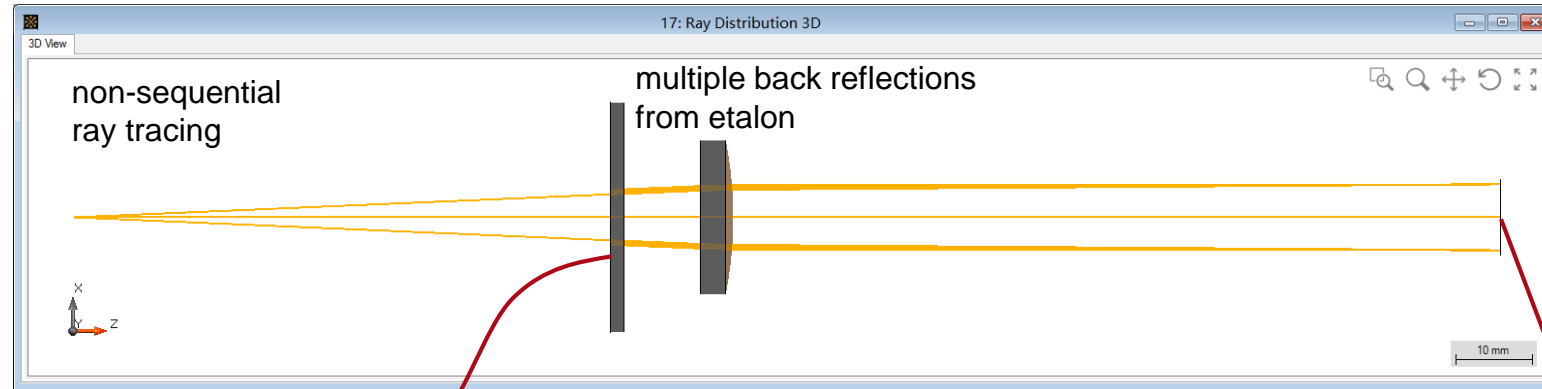 17: Ray Distribution 3D
3D View
non-sequential
ray tracing
multiple back reflections
from etalon
X
Y
Z
10 mm